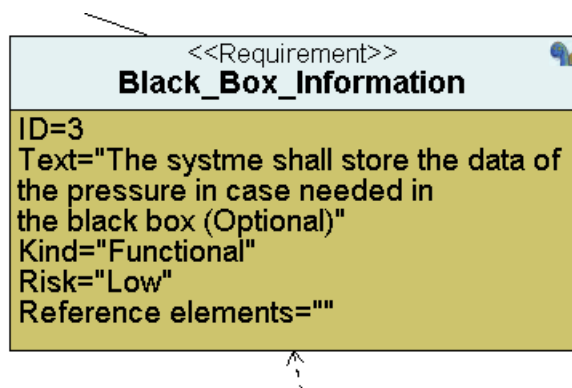 <<Requirement>>
Black_Box_Information
ID=3
Text="The systme shall store the data of
the pressure in case needed in
the black box (Optional)"
Kind="Functional"
Risk="Low"
Reference elements=""